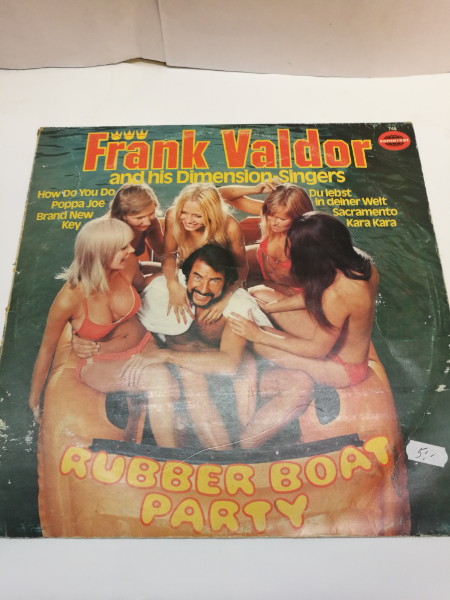 748
Frank Valdor
and his Dimension-Singers
How Do You Do
Poppa Joe
Brand New
Key
Du lebst
in deiner Welt
Sacramento
Kara Kara
RUBBER BOAT
PARTY
5,-